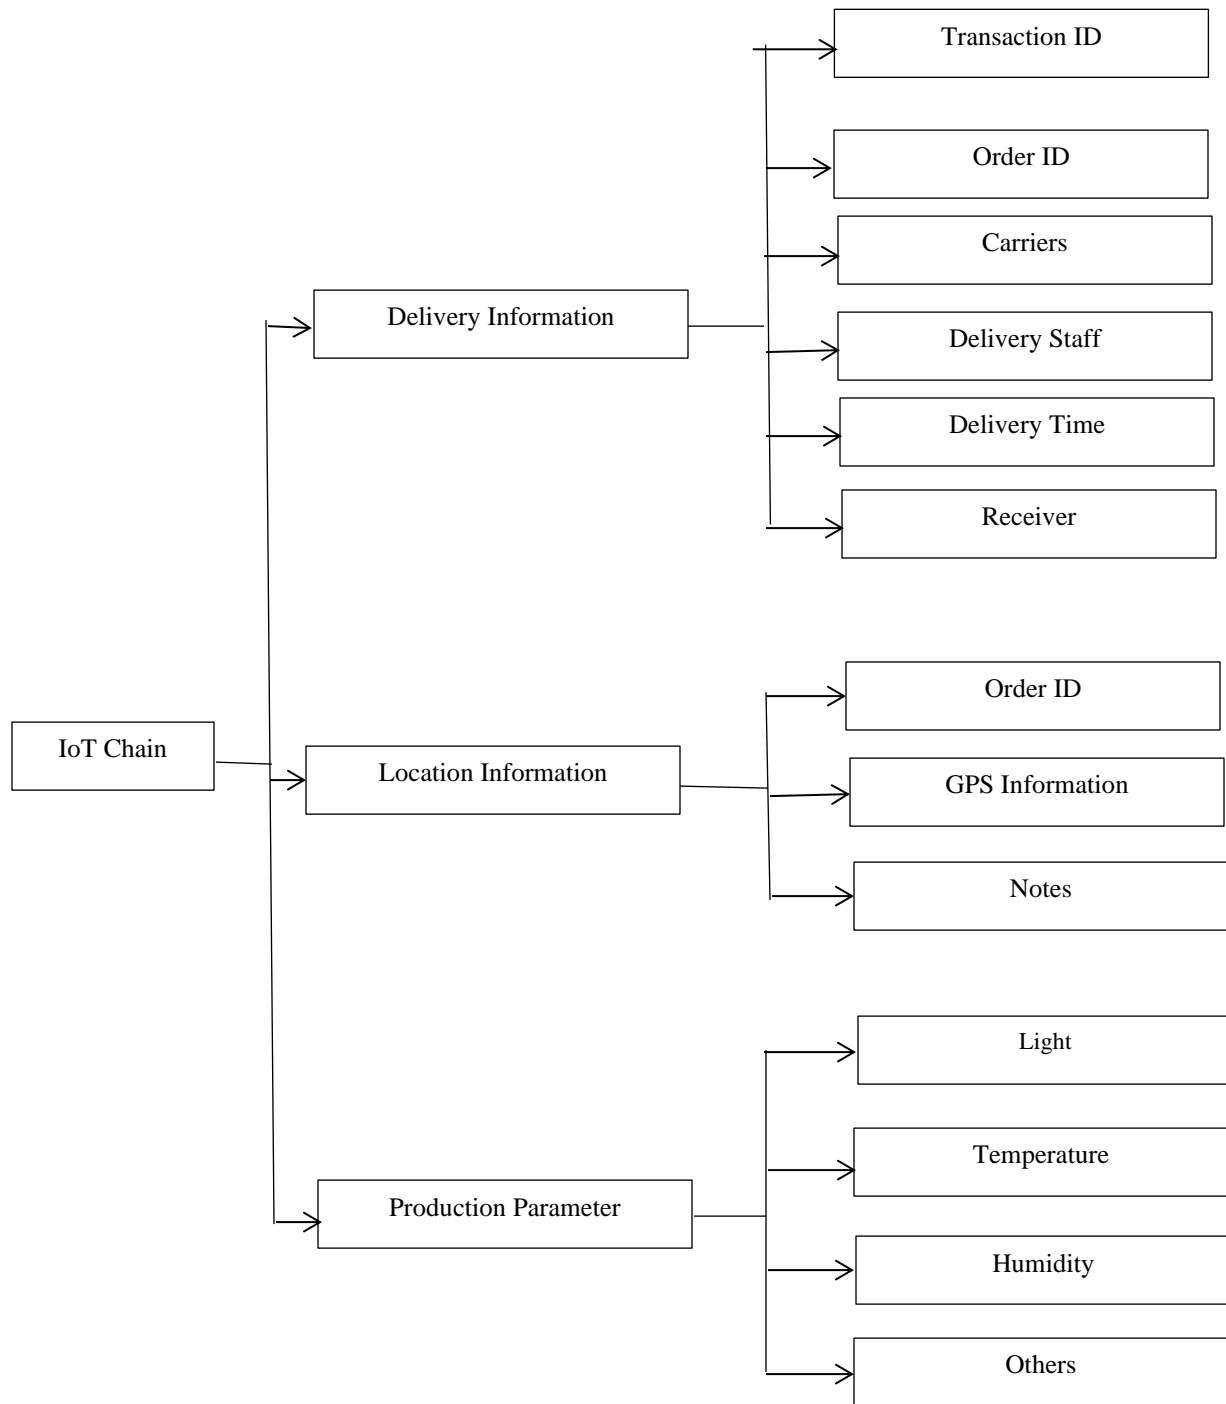 Transaction ID
Order ID
Carriers
Delivery Information
Delivery Staff
Delivery Time
Receiver
Order ID
IoT Chain
Location Information
GPS Information
Notes
Light
Temperature
Production Parameter
Humidity
Others